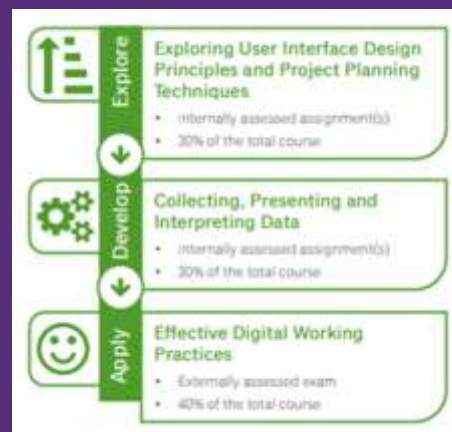 Explore
Exploring User Interface Design
Principles and Project Planning
Techniques
• Internally assessed assignment(s)
• 30% of the total course
Develop
Collecting, Presenting and
Interpreting Data
• Internally assessed assignment(s)
• 30% of the total course
Apply
Effective Digital Working
Practices
• Externally assessed exam
• 40% of the total course